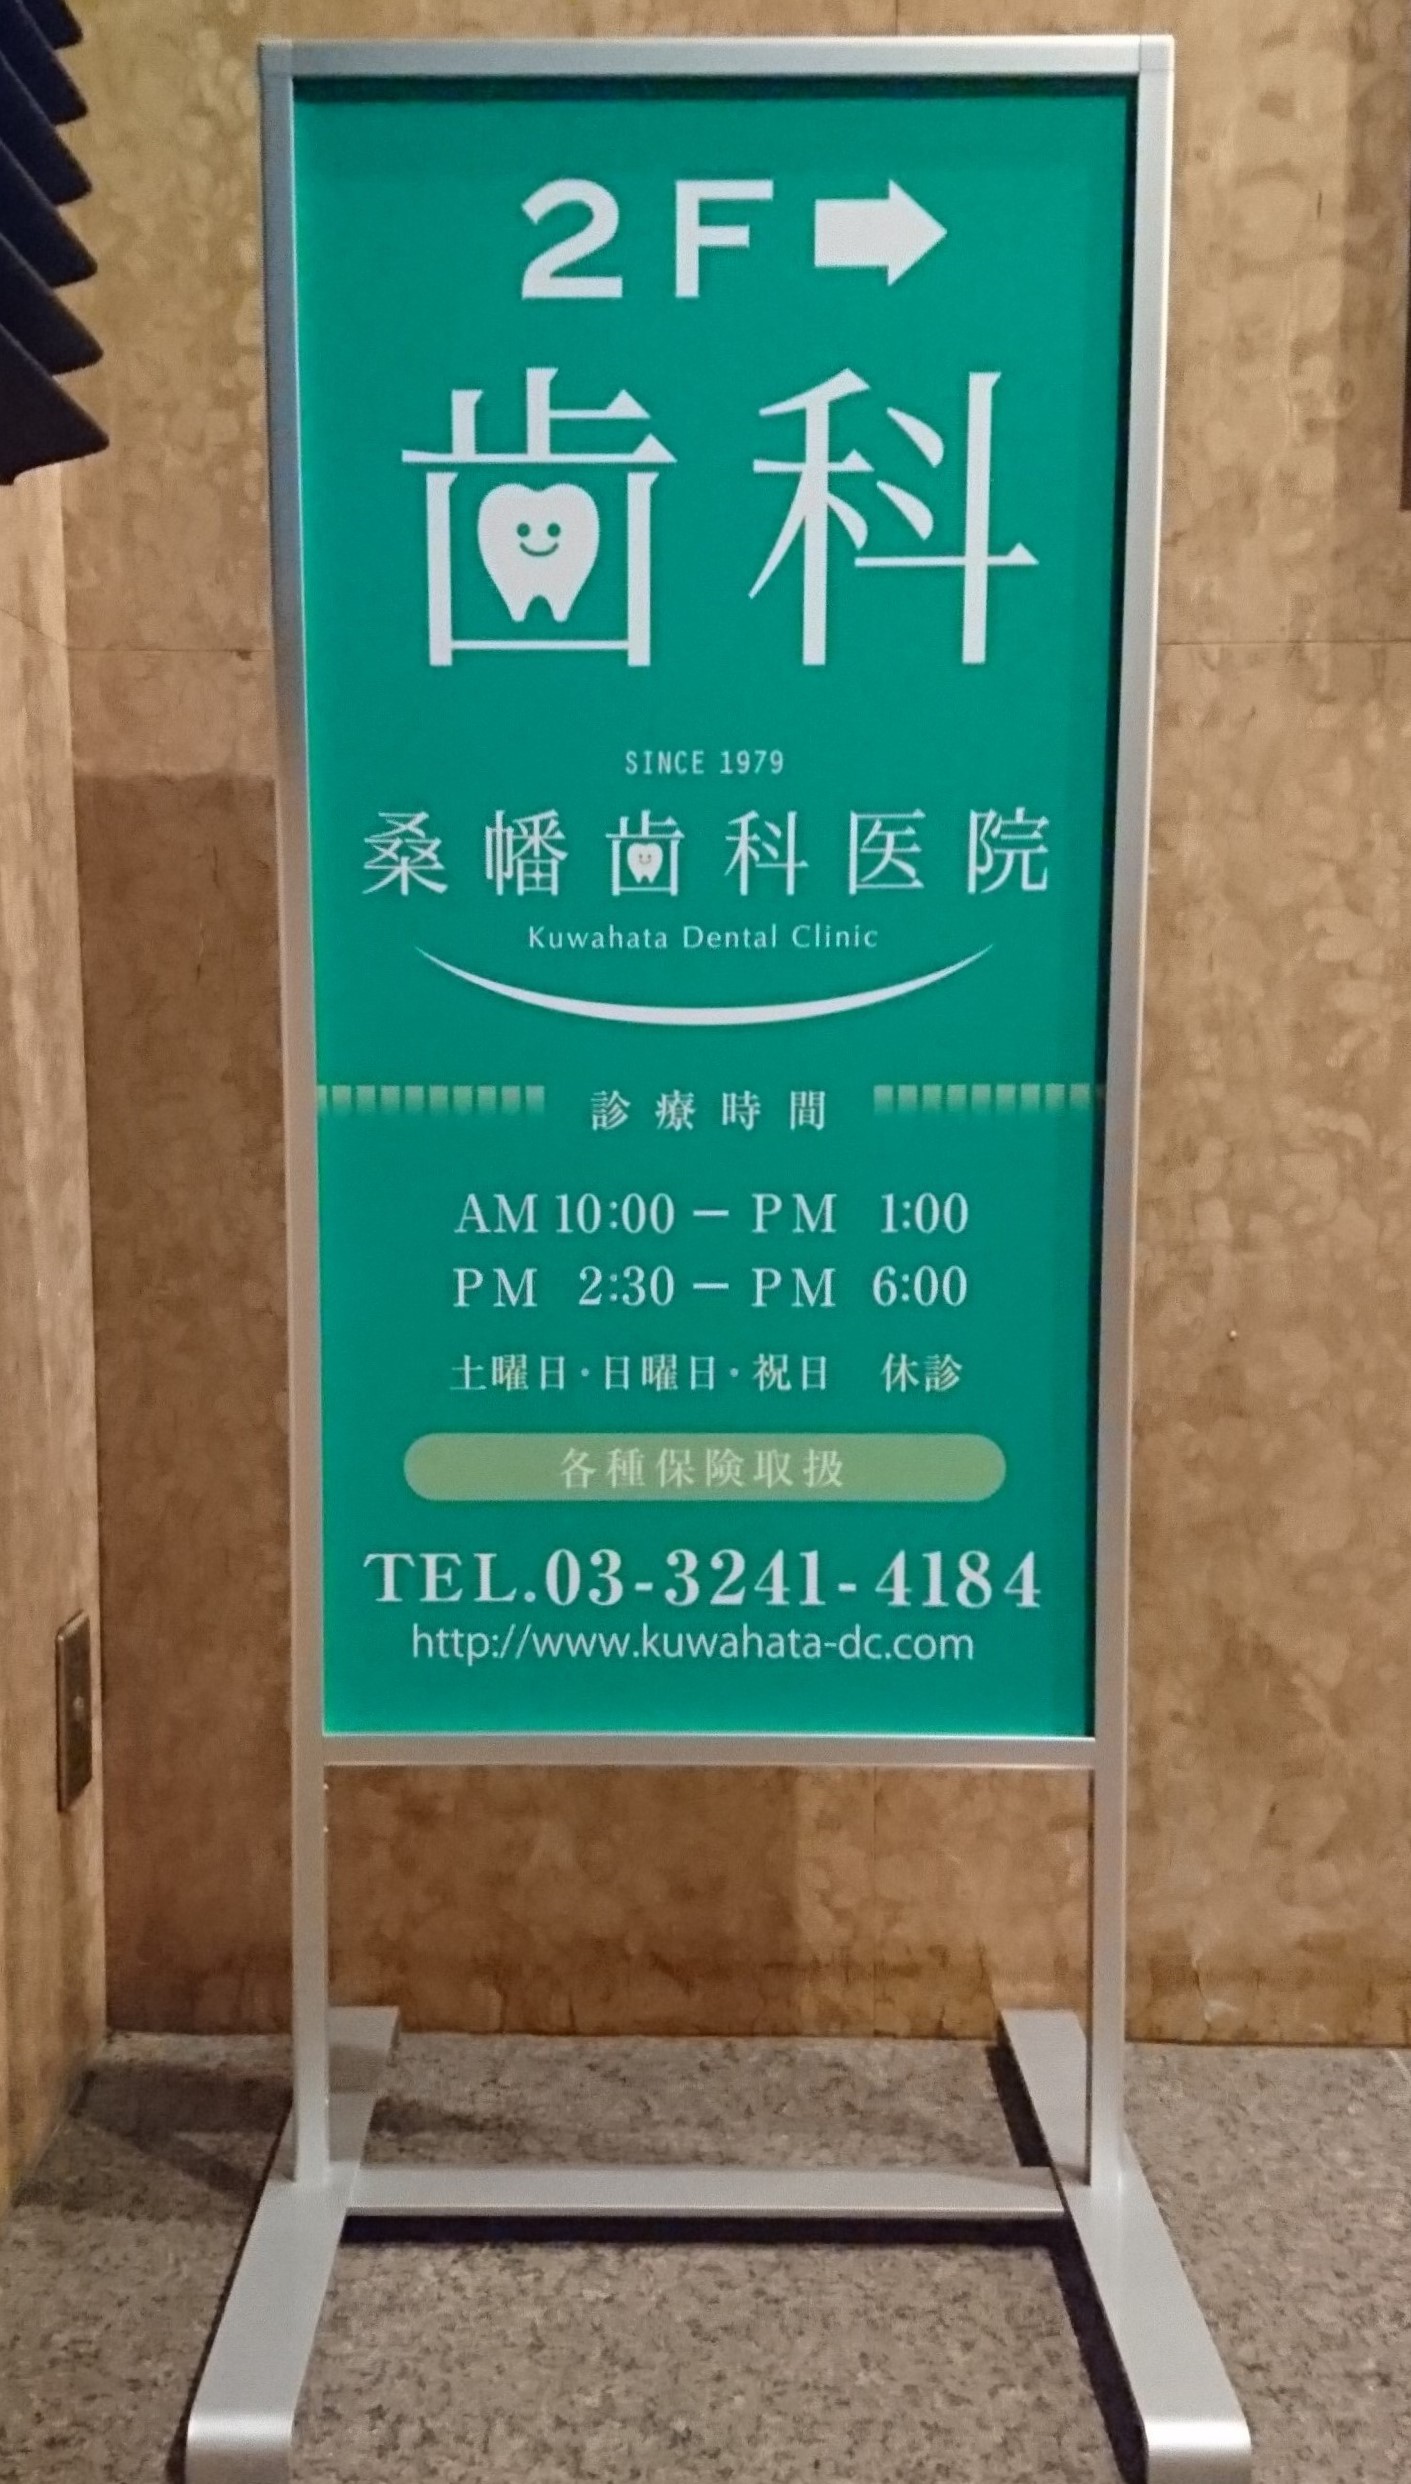 2F➡
歯科
SINCE 1979
桑幡歯科医院
Kuwahata Dental Clinic
診療時間
AM 10:00 － PM 1:00
PM 2:30 － PM 6:00
土曜日・日曜日・祝日 休診
各種保険取扱
TEL.03-3241-4184
http://www.kuwahata-dc.com